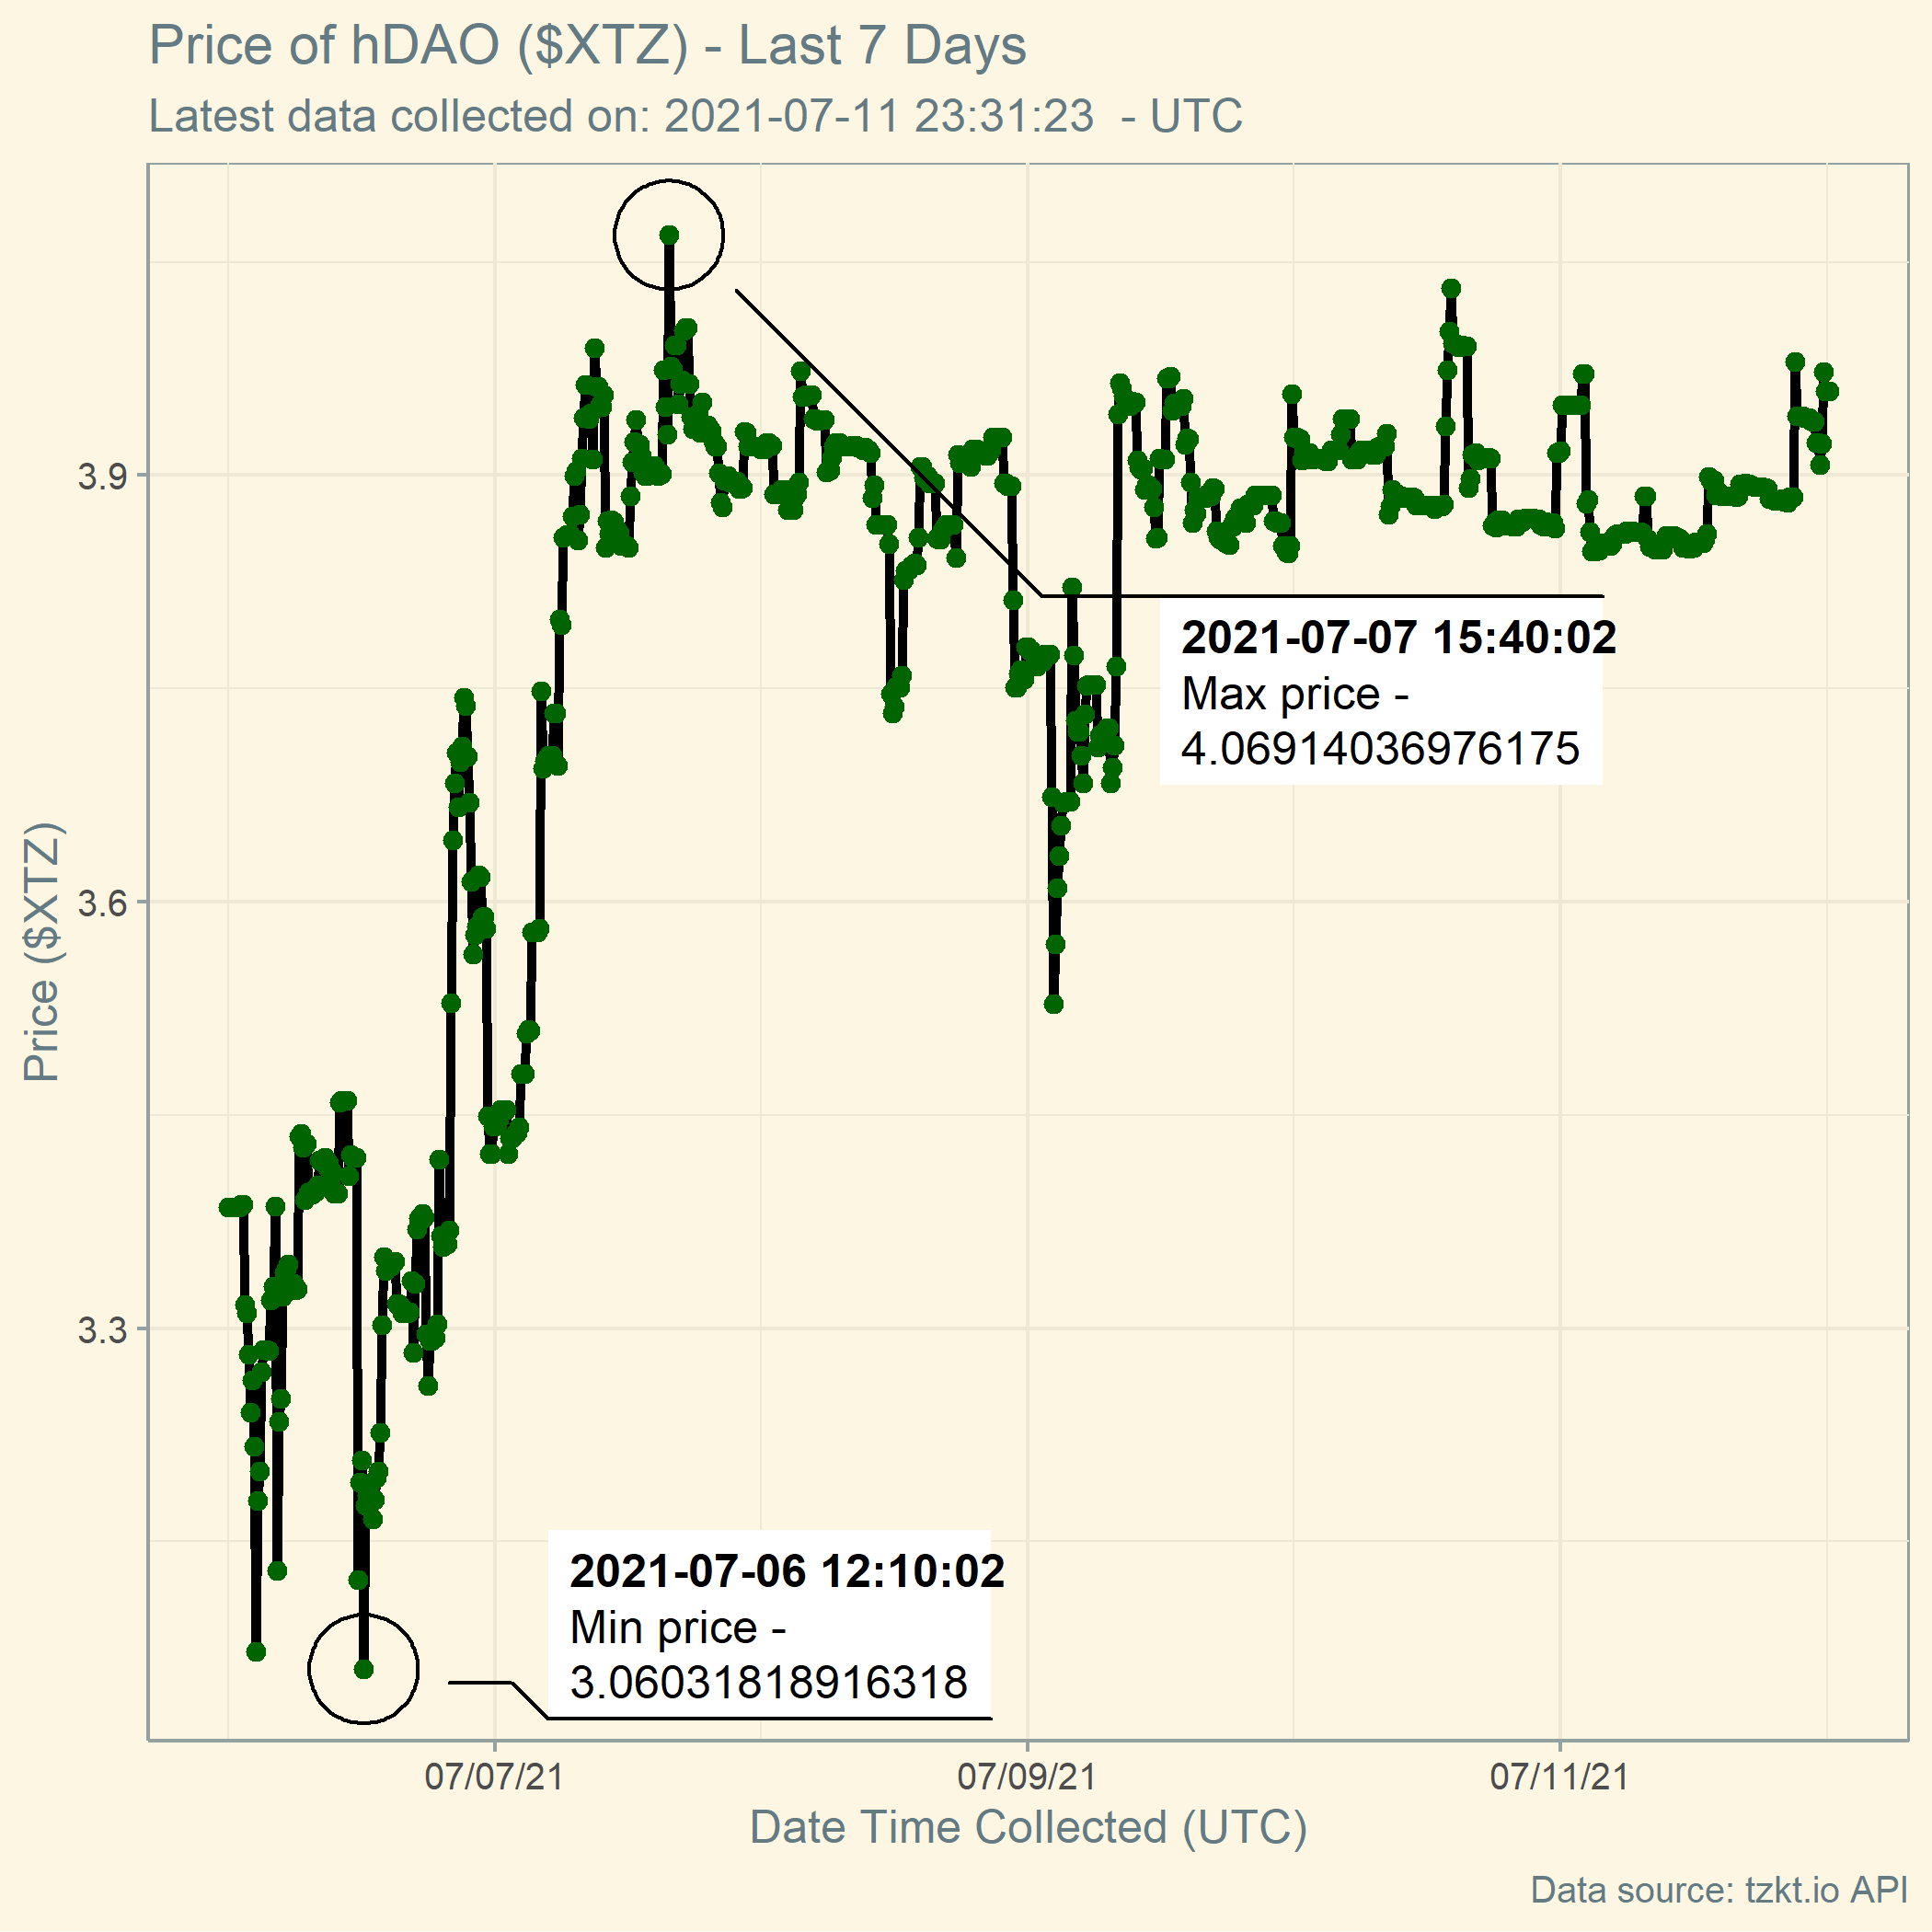 Price of hDAO ($XTZ) - Last 7 Days
Latest data collected on: 2021-07-11 23:31:23  - UTC
Price ($XTZ)
3.9
3.6
3.3
2021-07-07 15:40:02
Max price -
4.06914036976175
2021-07-06 12:10:02
Min price -
3.06031818916318
07/07/21
07/09/21
07/11/21
Date Time Collected (UTC)
Data source: tzkt.io API